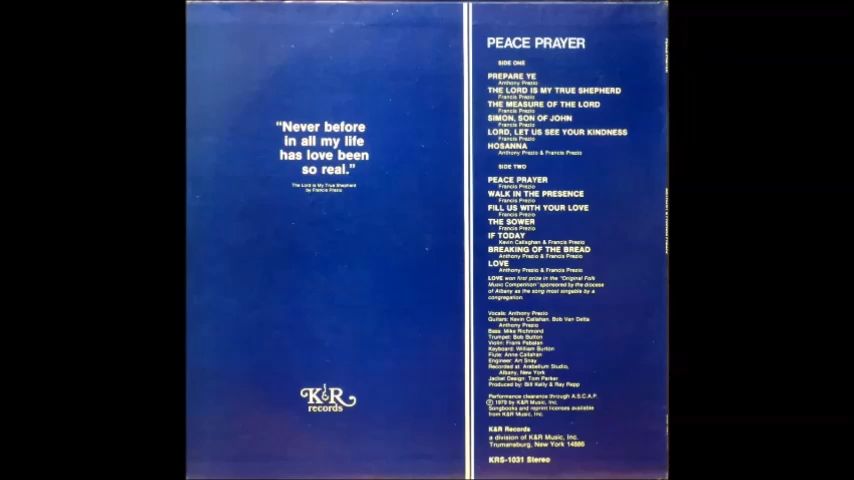 "Never before
in all my life
has love been
so real."
The Lord is My True Shepherd
by Francis Prezio
K&R
records
PEACE PRAYER
SIDE ONE
PREPARE YE
Anthony Prezio
THE LORD IS MY TRUE SHEPHERD
Francis Prezio
THE MEASURE OF THE LORD
Francis Prezio
SIMON, SON OF JOHN
Francis Prezio
LORD, LET US SEE YOUR KINDNESS
Francis Prezio
HOSANNA
Anthony Prezio & Francis Prezio
SIDE TWO
PEACE PRAYER
Francis Prezio
WALK IN THE PRESENCE
Francis Prezio
FILL US WITH YOUR LOVE
Francis Prezio
THE SOWER
Francis Prezio
IF TODAY
Kevin Callaghan & Francis Prezio
BREAKING OF THE BREAD
Anthony Prezio & Francis Prezio
LOVE
Anthony Prezio & Francis Prezio
LOVE won first prize in the "Original Folk
Music Competition" sponsored by the diocese
of Albany as the song most singable by a
congregation.
Vocals: Anthony Prezio
Guitars: Kevin Callahan, Bob Van Detta
Anthony Prezio
Bass: Mike Richmond
Trumpet: Bob Button
Violin: Frank
Keyboard: William Burton
Flute: Anne Callahan
Engineer: Art Snay
Recorded at: Arabellum Studio,
Albany, New York
Jacket Design: Tom Parker
Produced by: Bill Kelly & Ray Repp
Performance clearance through A.S.C.A.P.
Ⓟ 1979 by K&R Music, Inc.
Songbooks and reprint licenses available
from K&R Music, Inc.
K&R Records
a division of K&R Music, Inc.
Trumansburg, New York 14886
KRS-1031 Stereo